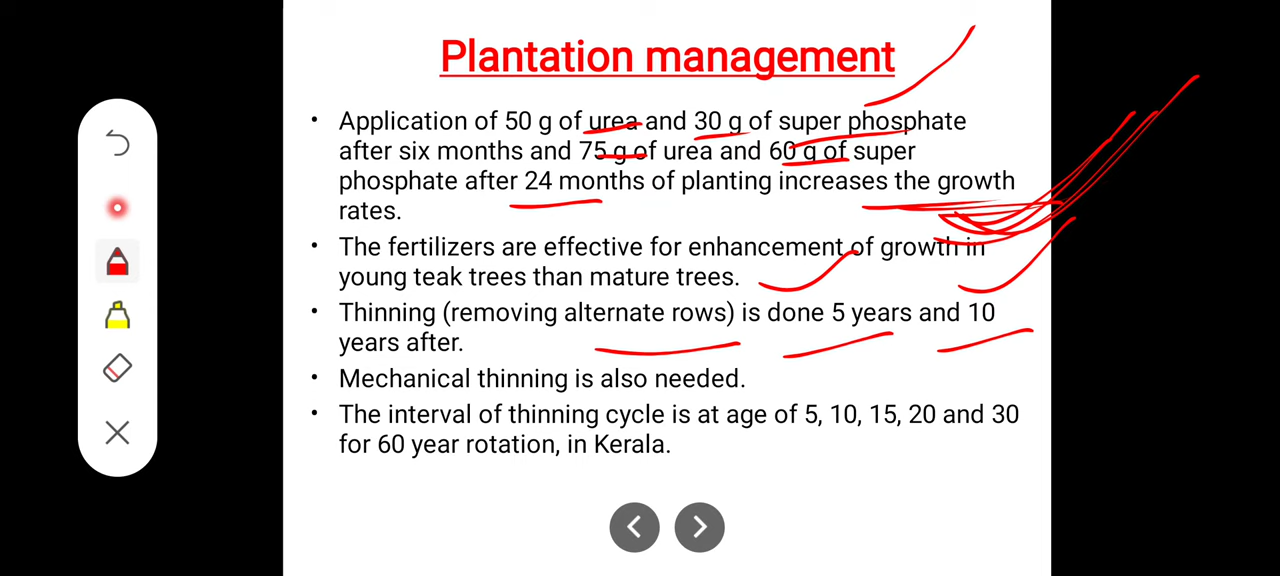 Plantation management
• Application of 50 g of urea and 30 g of super phosphate
after six months and 75 g of urea and 60 g of super
phosphate after 24 months of planting increases the growth
rates.
• The fertilizers are effective for enhancement of growth in
young teak trees than mature trees.
• Thinning (removing alternate rows) is done 5 years and 10
years after.
• Mechanical thinning is also needed.
• The interval of thinning cycle is at age of 5, 10, 15, 20 and 30
for 60 year rotation, in Kerala.